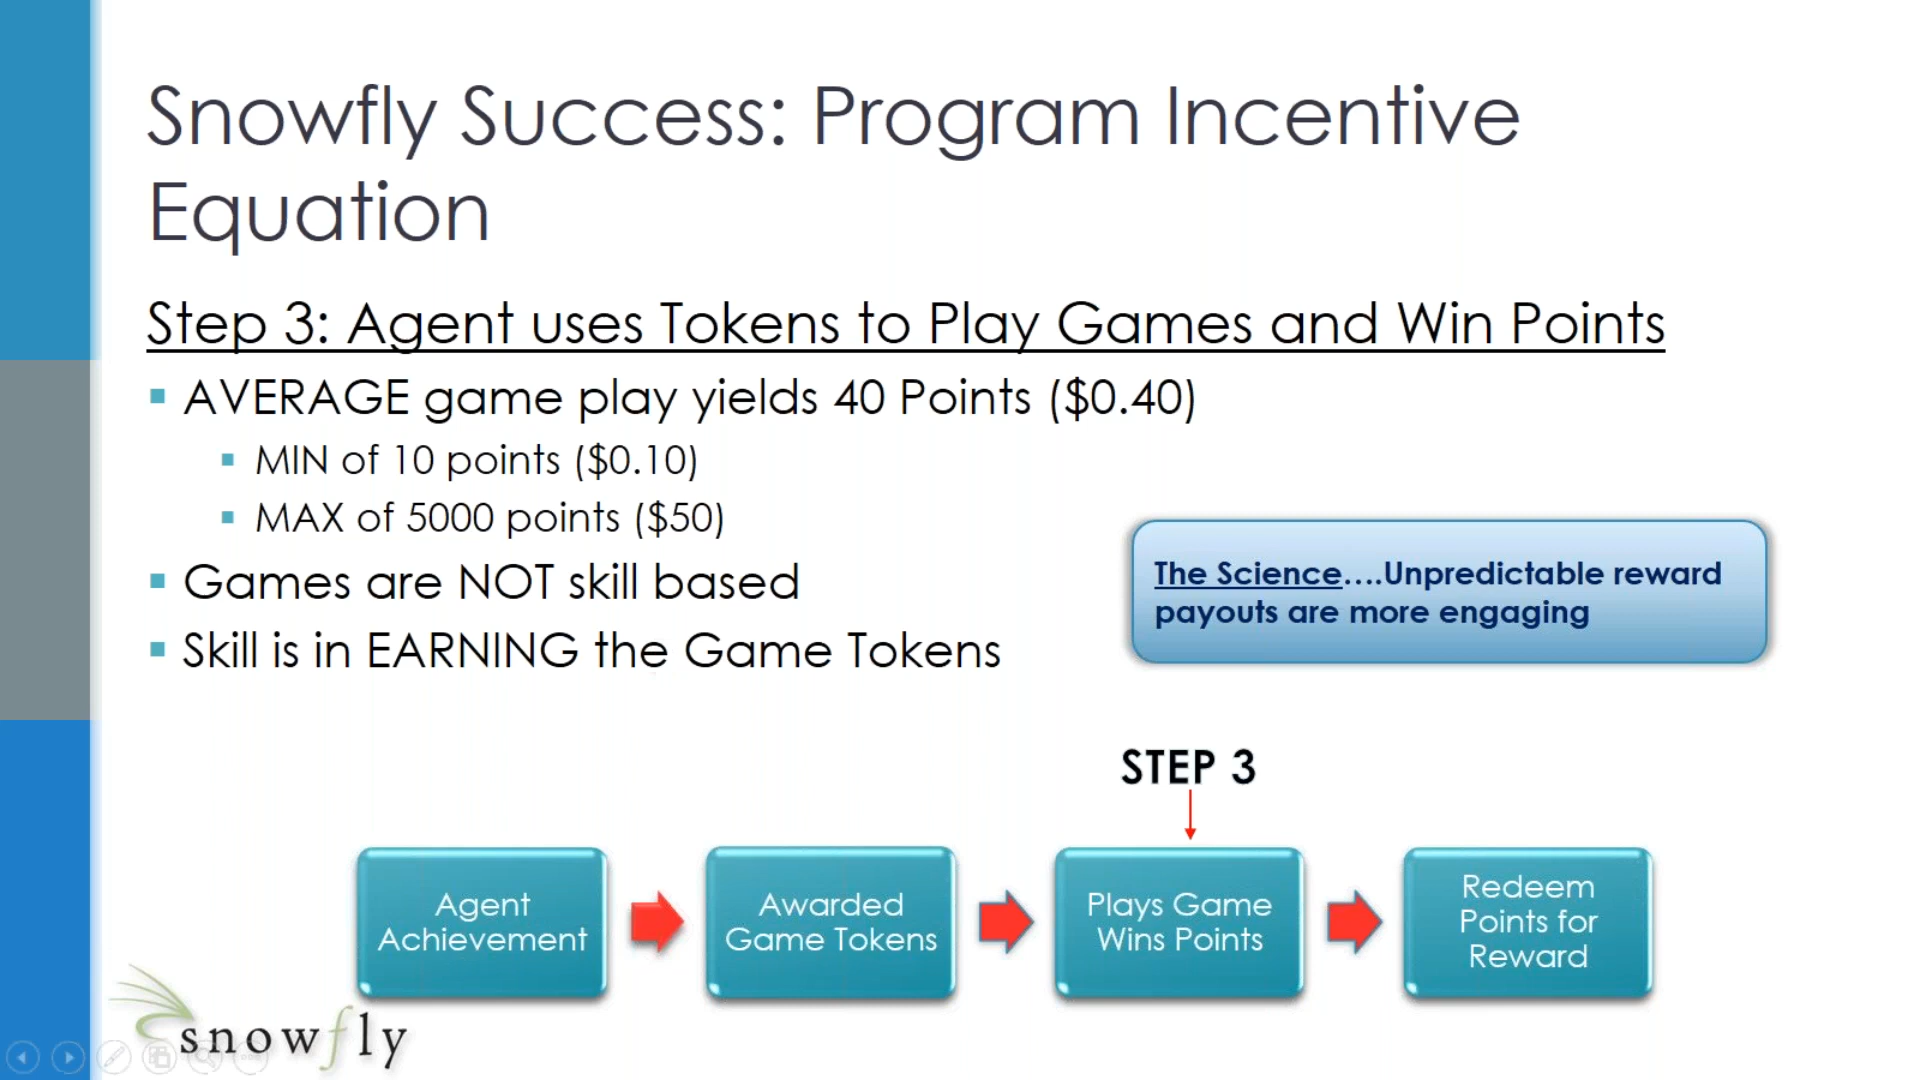 Snowfly Success: Program Incentive
Equation
Step 3: Agent uses Tokens to Play Games and Win Points
AVERAGE game play yields 40 Points ($0.40)
MIN of 10 points ($0.10)
MAX of 5000 points ($50)
Games are NOT skill based
Skill is in EARNING the Game Tokens
The Science....Unpredictable reward
payouts are more engaging
STEP 3
Agent
Achievement
Awarded
Game Tokens
Plays Game
Wins Points
Redeem
Points for
Reward
snowfly